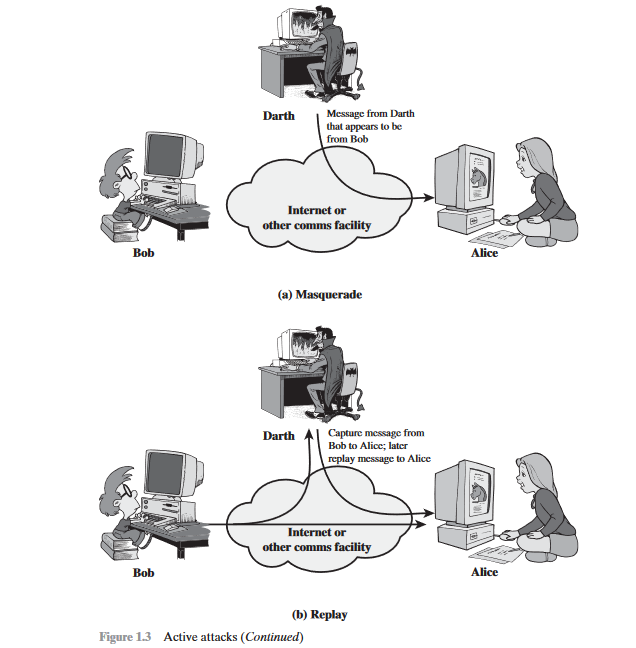 Darth
Message from Darth
that appears to be
from Bob
Internet or
other comms facility
Bob
Alice
(a) Masquerade
Darth
Capture message from
Bob to Alice; later
replay message to Alice
Internet or
other comms facility
Bob
Alice
(b) Replay
Figure 1.3 Active attacks (Continued)